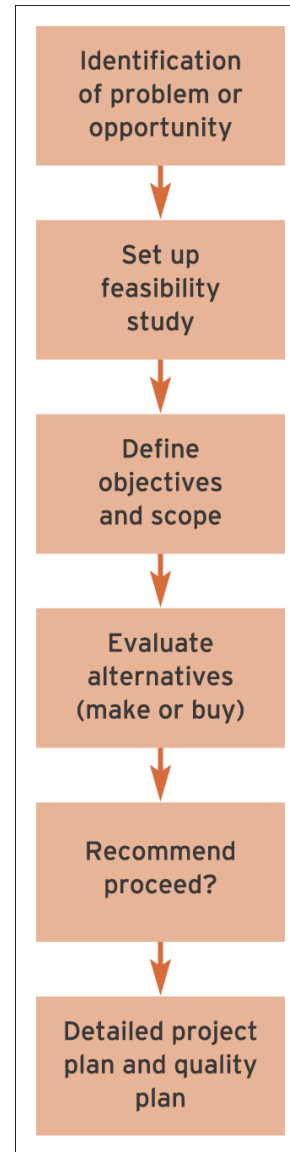 Identification
of problem or
opportunity
Set up
feasibility
study
Define
objectives
and scope
Evaluate
alternatives
(make or buy)
Recommend
proceed?
Detailed project
plan and quality
plan